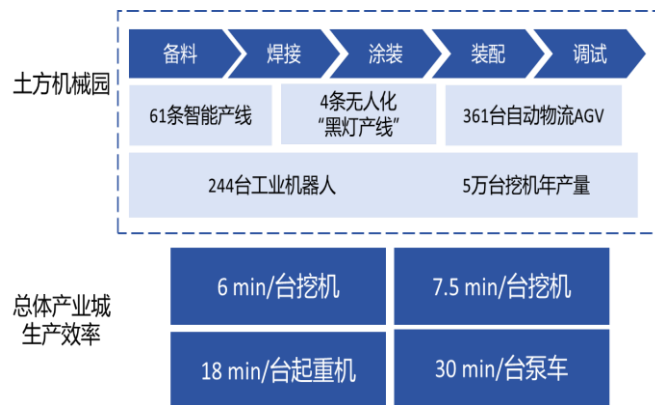 备料 焊接 涂装 装配 调试
土方机械园
61条智能产线
4条无人化
“黑灯产线”
361台自动物流AGV
244台工业机器人
5万台挖机年产量
总体产业城
生产效率
6 min/台挖机
7.5 min/台挖机
18 min/台起重机
30 min/台泵车